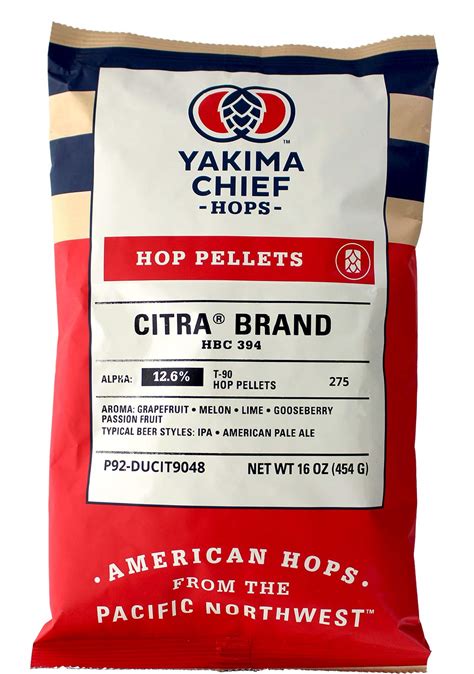 ™
YAKIMA
CHIEF
-HOPS-
HOP PELLETS
CITRA® BRAND
HBC 394
ALPHA: 12.6% T-90 HOP PELLETS 275
AROMA: GRAPEFRUIT • MELON • LIME • GOOSEBERRY
PASSION FRUIT
TYPICAL BEER STYLES: IPA • AMERICAN PALE ALE
P92-DUCIT9048 NET WT 16 OZ (454 G)
• AMERICAN HOPS •
FROM THE
PACIFIC NORTHWEST™